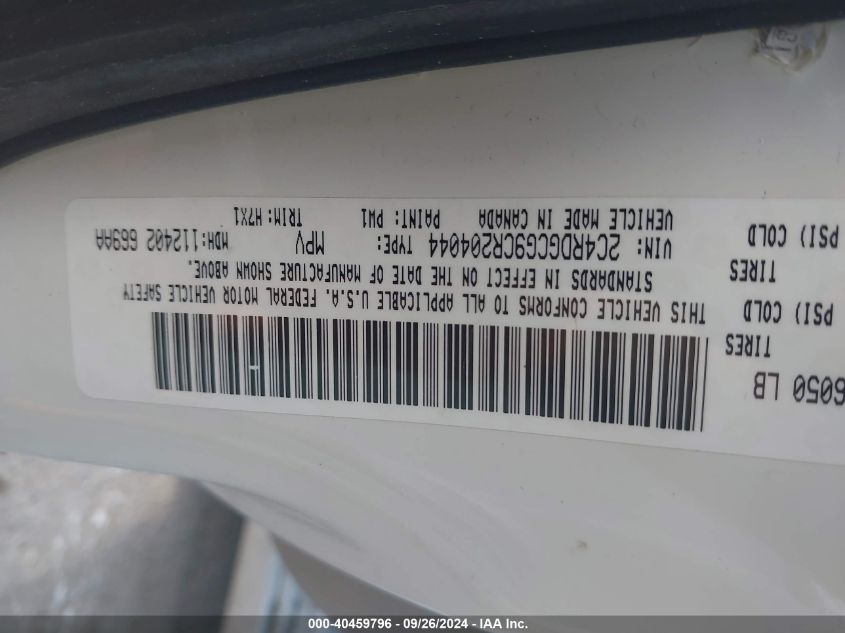 6050 LB
TIRES
PSI) COLD
TIRES
PSI) COLD
THIS VEHICLE CONFORMS TO ALL APPLICABLE U.S.A. FEDERAL MOTOR VEHICLE SAFETY
STANDARDS IN EFFECT ON THE DATE OF MANUFACTURE SHOWN ABOVE.
VIN: 2C4RDGCG9CR204044 TYPE: MPV MDH:112402 669AA
VEHICLE MADE IN CANADA PAINT: PW1 TRIM:H7X1
000-40459796 - 09/26/2024 - IAA Inc.